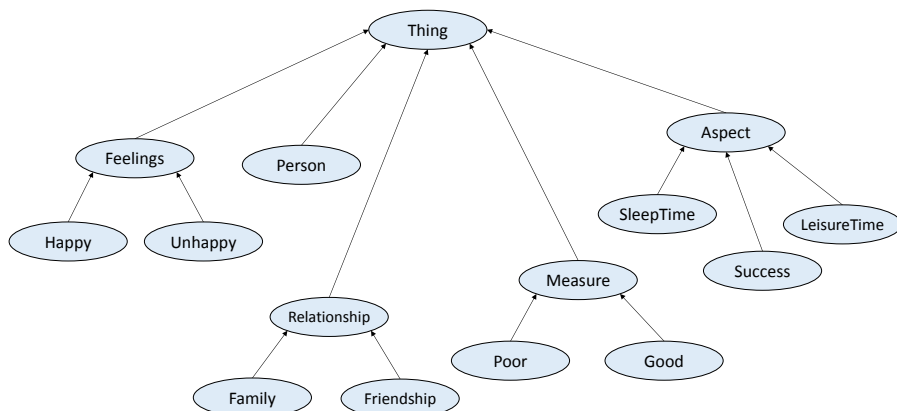 Thing
Feelings
Person
Aspect
Happy
Unhappy
SleepTime
LeisureTime
Success
Measure
Relationship
Poor
Good
Family
Friendship